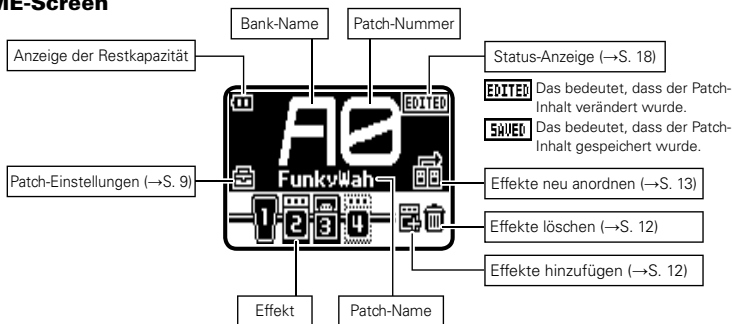 ME-Screen
Bank-Name
Patch-Nummer
Anzeige der Restkapazität
Status-Anzeige (→S. 18)
EDITED Das bedeutet, dass der Patch-
Inhalt verändert wurde.
SAVED Das bedeutet, dass der Patch-
Inhalt gespeichert wurde.
A0
EDITED
FunkyWah
Patch-Einstellungen (→S. 9)
Effekte neu anordnen (→S. 13)
1 2 3 4
Effekte löschen (→S. 12)
Effekte hinzufügen (→S. 12)
Effekt
Patch-Name